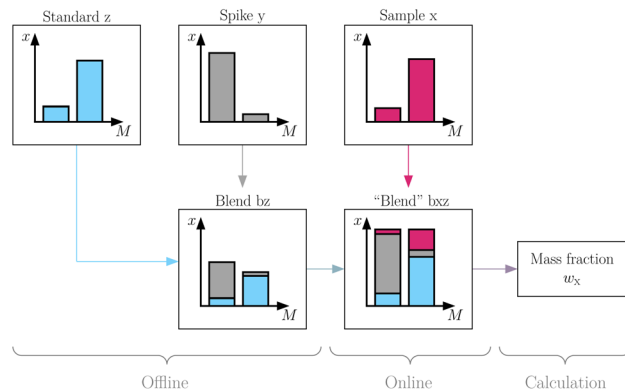 Standard z
Spike y
Sample x
x
M
x
M
x
M
Blend bz
“Blend” bxz
x
M
x
M
Mass fraction
wx
Offline
Online
Calculation